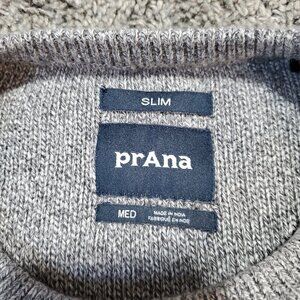 SLIM
prAna
MED
MADE IN INDIA
FABRIQUÉ EN INDE